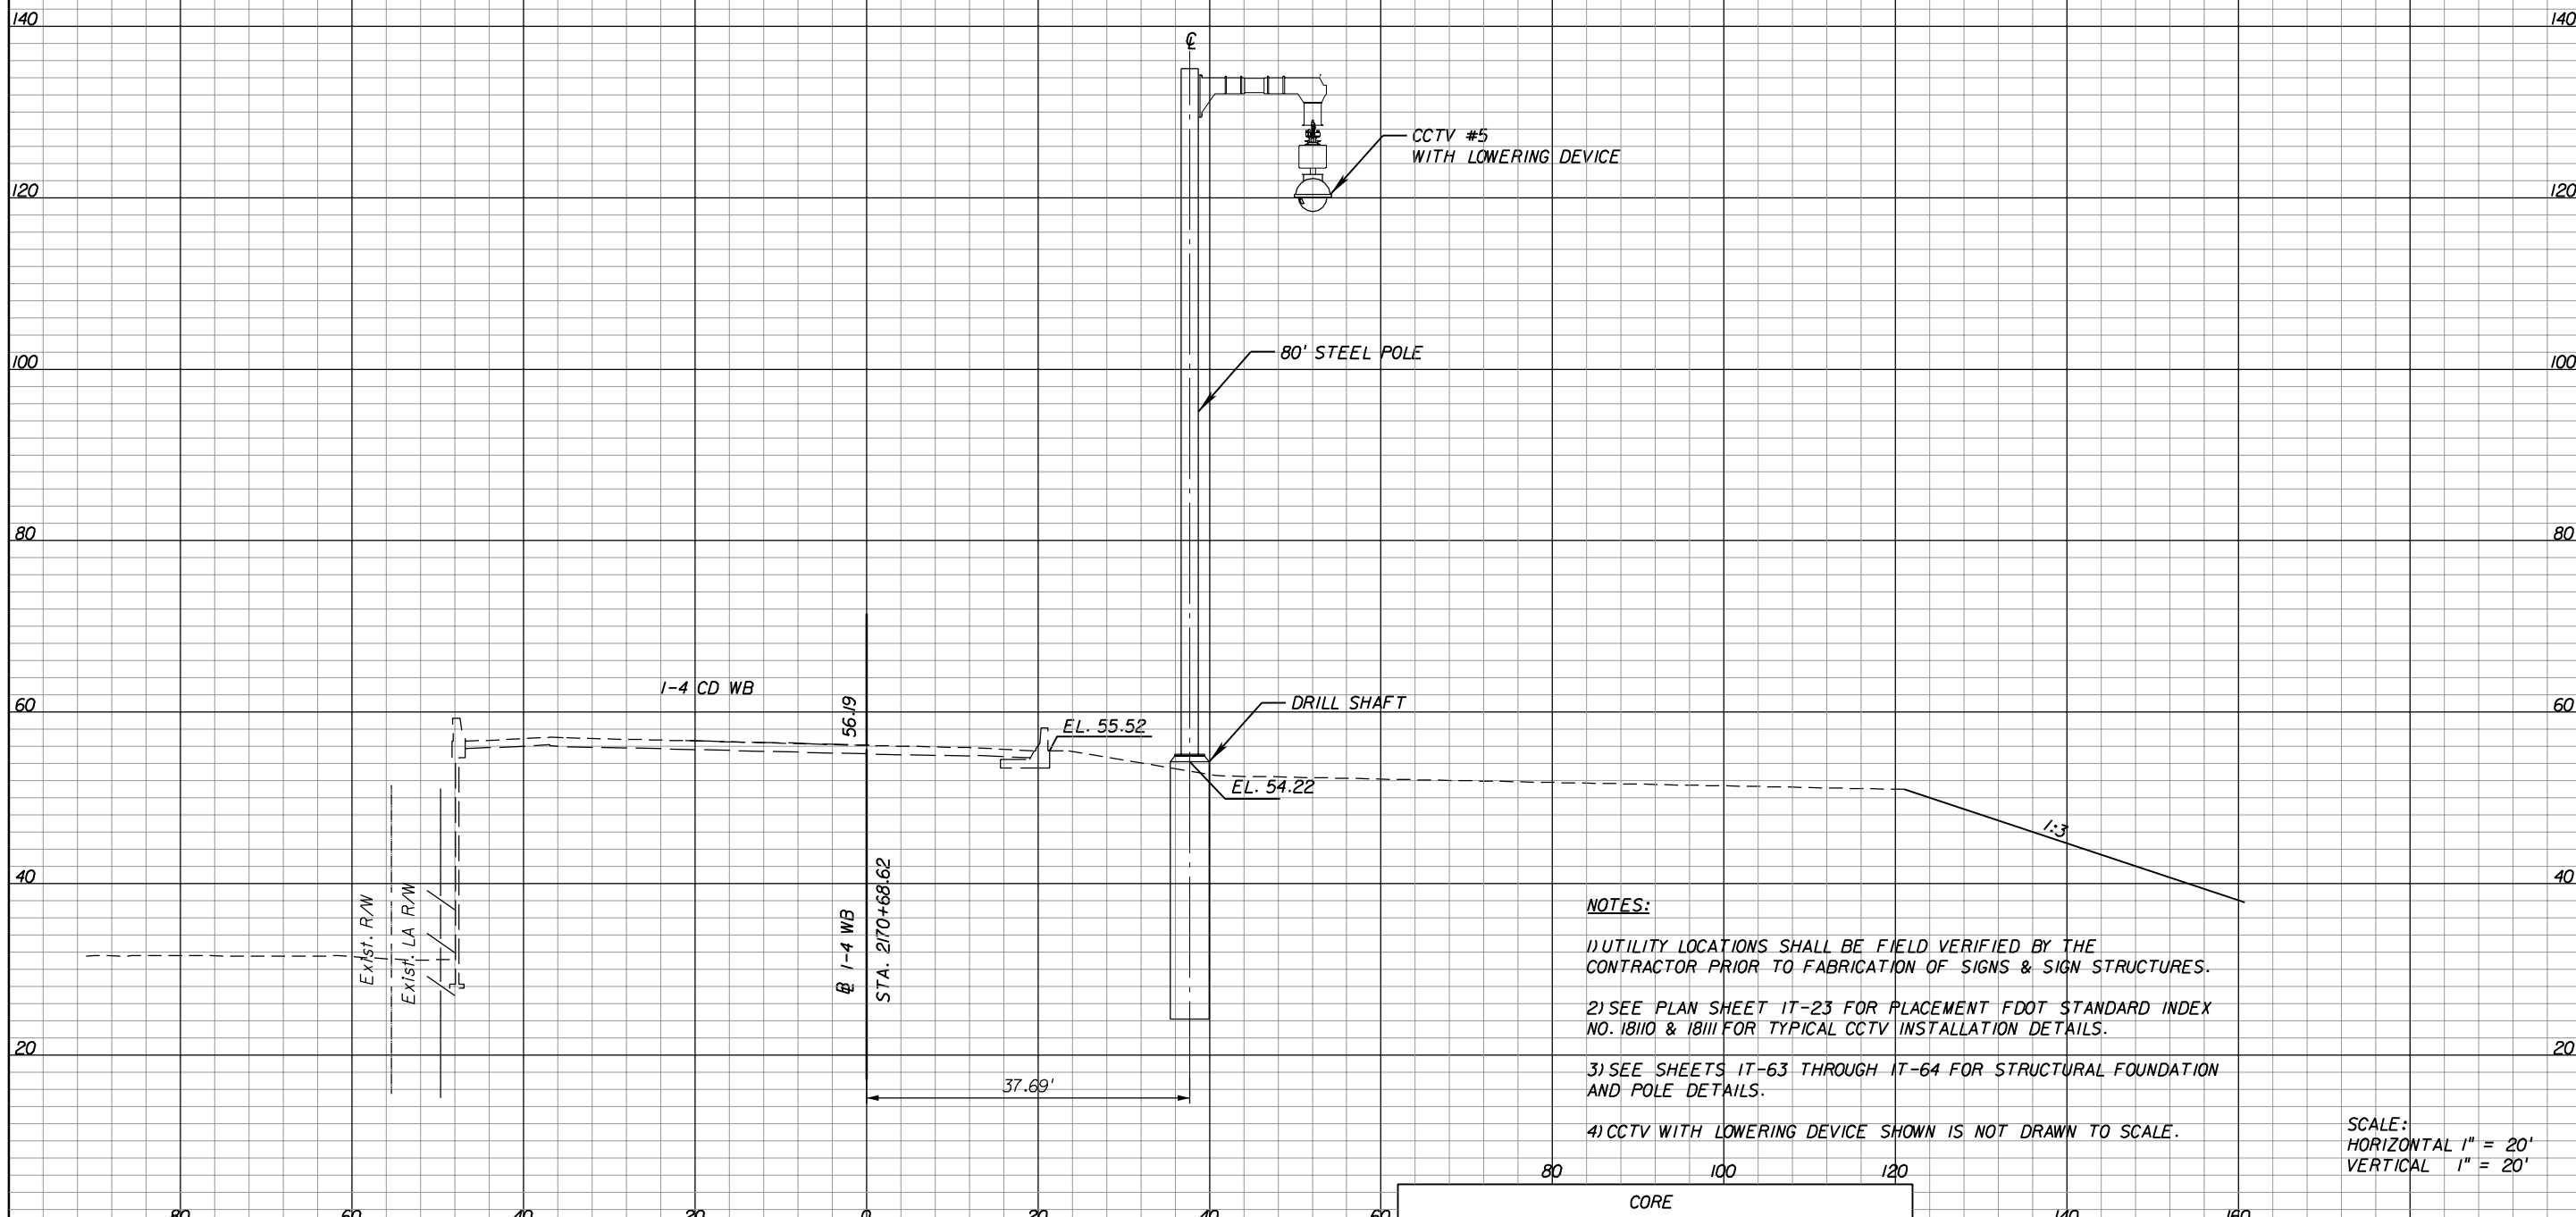 140
140
℄
CCTV #5
WITH LOWERING DEVICE
120
120
80' STEEL POLE
100
100
80
80
I-4 CD WB
56.19
DRILL SHAFT
60
60
EL. 55.52
EL. 54.22
1:3
40
40
Exist. R/W
Exist. LA R/W
I-4 WB
STA. 2170+68.62
NOTES:
1) UTILITY LOCATIONS SHALL BE FIELD VERIFIED BY THE
CONTRACTOR PRIOR TO FABRICATION OF SIGNS & SIGN STRUCTURES.
2) SEE PLAN SHEET IT-23 FOR PLACEMENT FDOT STANDARD INDEX
NO. 18110 & 18111 FOR TYPICAL CCTV INSTALLATION DETAILS.
20
20
3) SEE SHEETS IT-63 THROUGH IT-64 FOR STRUCTURAL FOUNDATION
AND POLE DETAILS.
37.69'
4) CCTV WITH LOWERING DEVICE SHOWN IS NOT DRAWN TO SCALE.
SCALE:
HORIZONTAL 1" = 20'
VERTICAL 1" = 20'
80 100 120
CORE
80 60 40 20 0 20 40 60 140 160